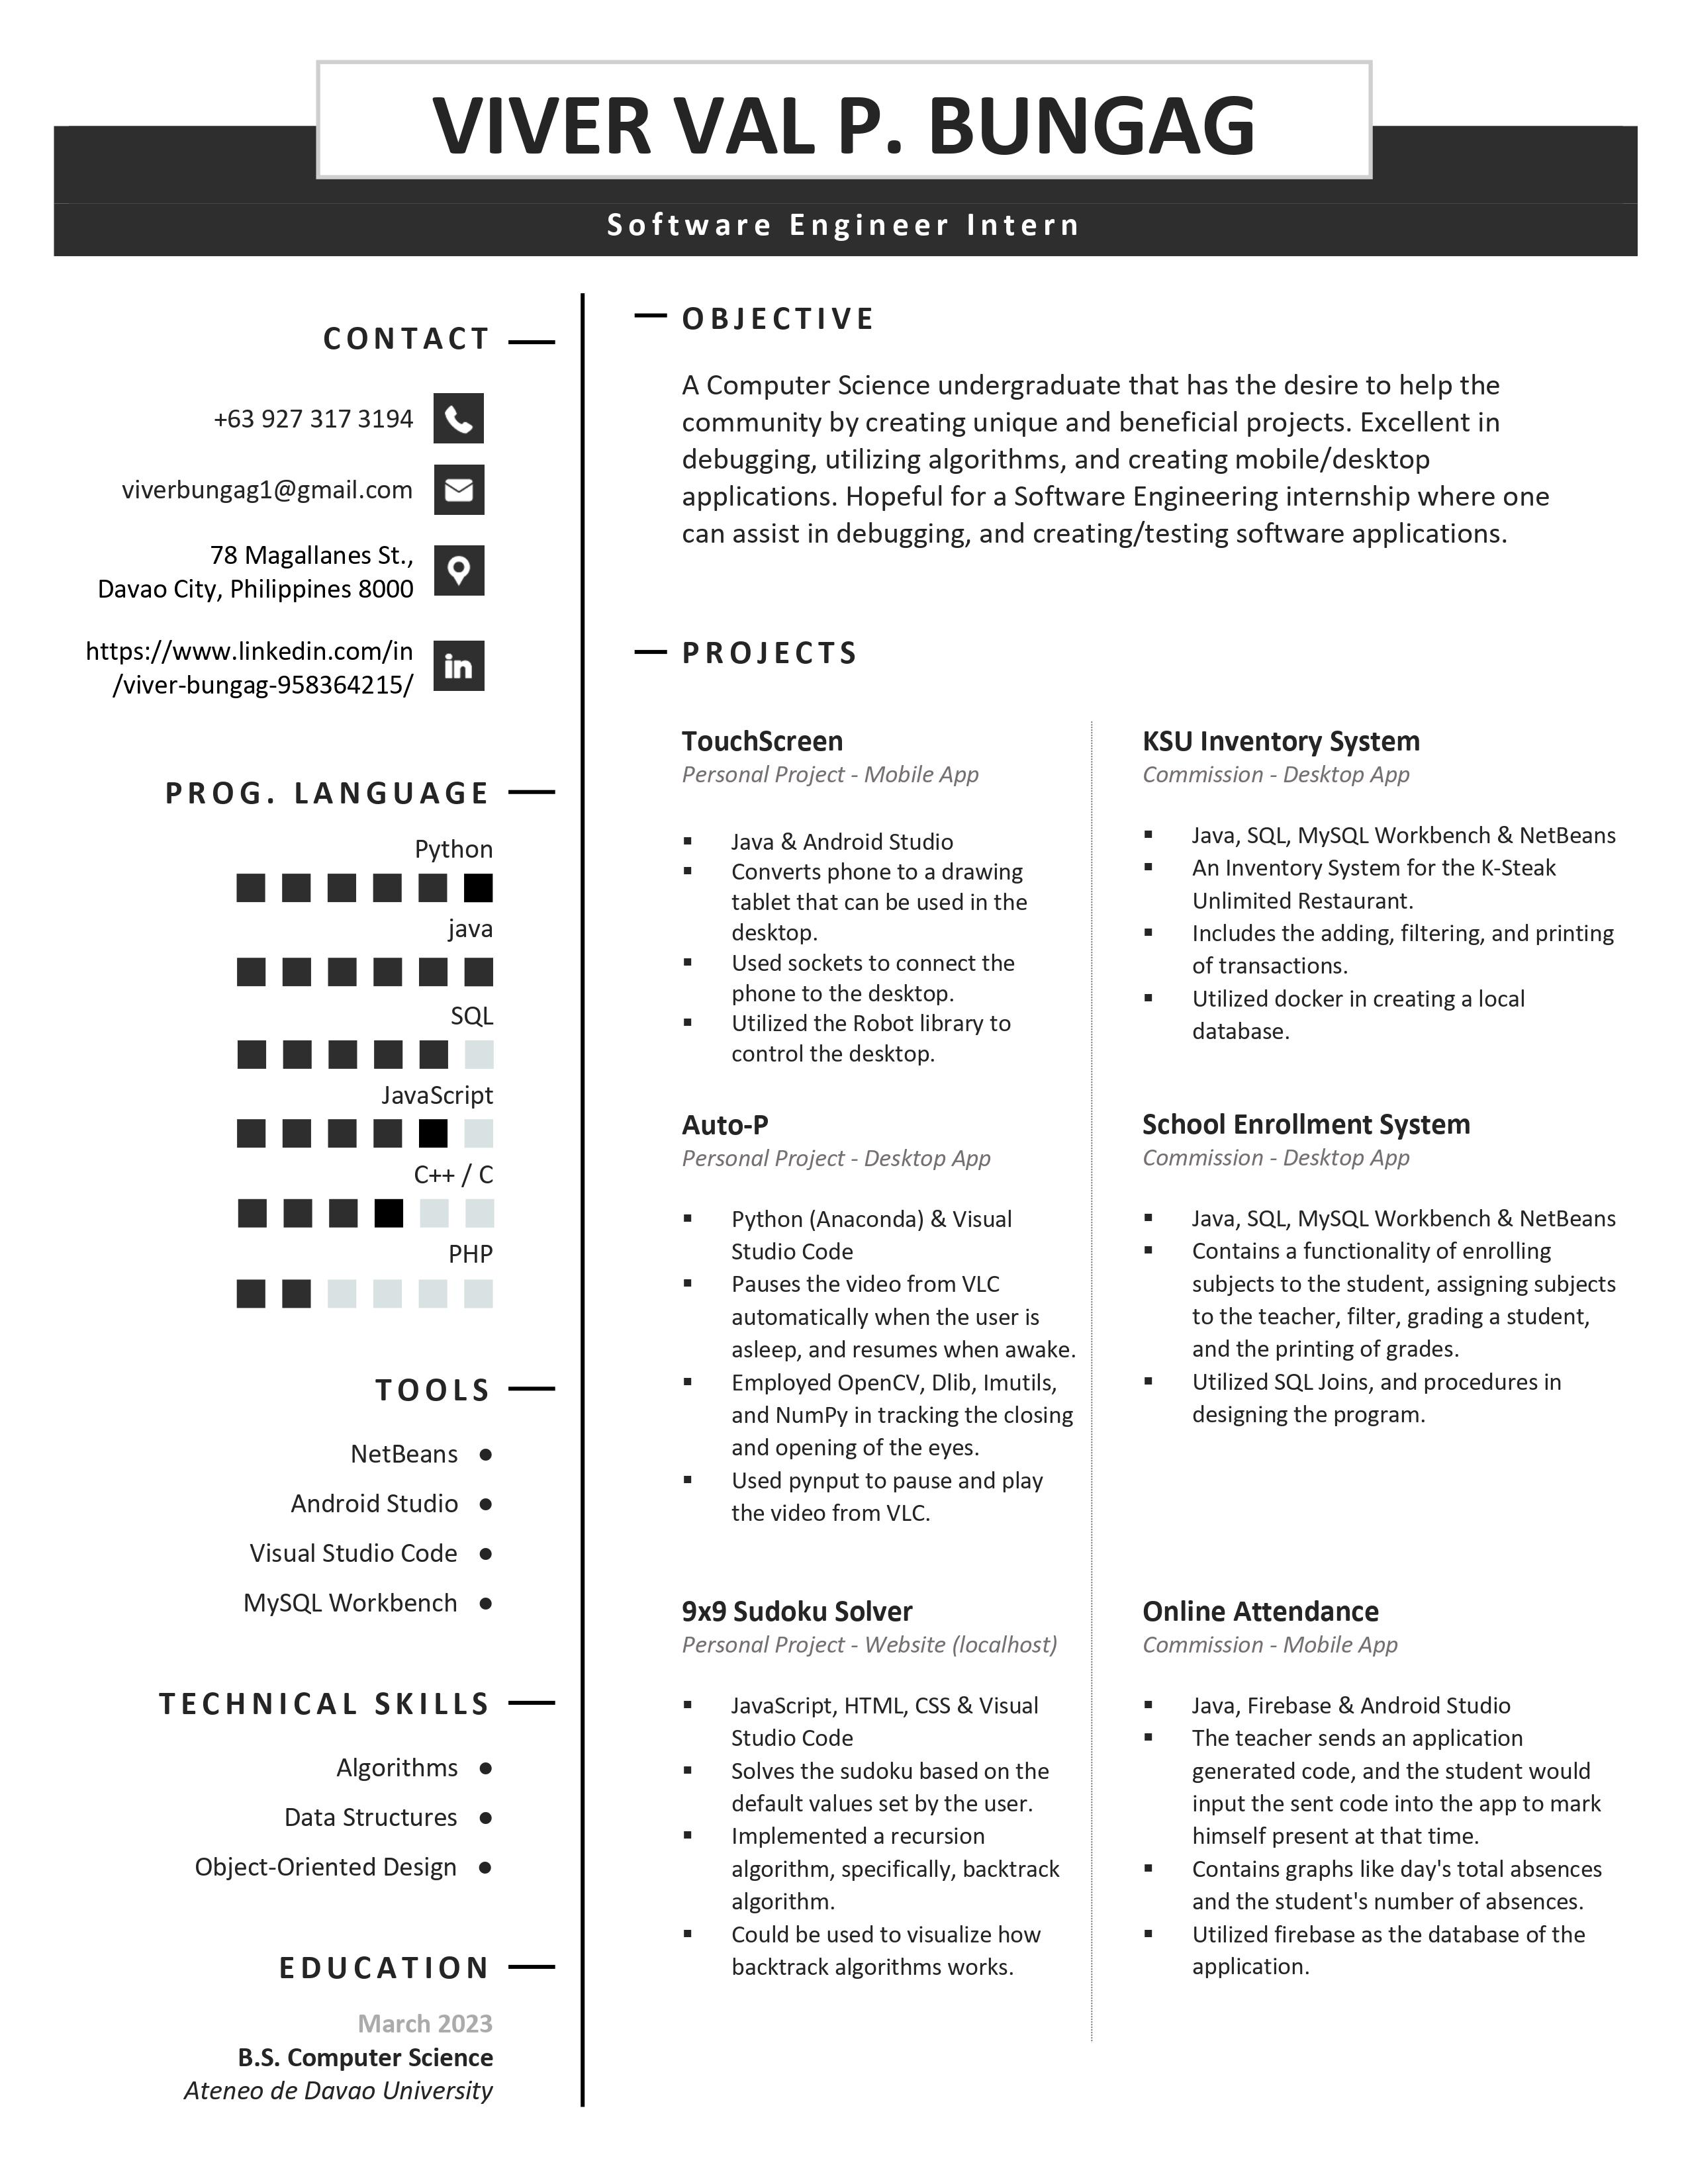 VIVER VAL P. BUNGAG
Software Engineer Intern
CONTACT
+63 927 317 3194
viverbungag1@gmail.com
78 Magallanes St.,
Davao City, Philippines 8000
https://www.linkedin.com/in
/viver-bungag-958364215/
PROG. LANGUAGE
Python
java
SQL
JavaScript
C++ / C
PHP
TOOLS
NetBeans
Android Studio
Visual Studio Code
MySQL Workbench
TECHNICAL SKILLS
Algorithms
Data Structures
Object-Oriented Design
EDUCATION
March 2023
B.S. Computer Science
Ateneo de Davao University
OBJECTIVE
A Computer Science undergraduate that has the desire to help the
community by creating unique and beneficial projects. Excellent in
debugging, utilizing algorithms, and creating mobile/desktop
applications. Hopeful for a Software Engineering internship where one
can assist in debugging, and creating/testing software applications.
PROJECTS
TouchScreen
Personal Project - Mobile App
Java & Android Studio
Converts phone to a drawing
tablet that can be used in the
desktop.
Used sockets to connect the
phone to the desktop.
Utilized the Robot library to
control the desktop.
Auto-P
Personal Project - Desktop App
Python (Anaconda) & Visual
Studio Code
Pauses the video from VLC
automatically when the user is
asleep, and resumes when awake.
Employed OpenCV, Dlib, Imutils,
and NumPy in tracking the closing
and opening of the eyes.
Used pynput to pause and play
the video from VLC.
9x9 Sudoku Solver
Personal Project - Website (localhost)
JavaScript, HTML, CSS & Visual
Studio Code
Solves the sudoku based on the
default values set by the user.
Implemented a recursion
algorithm, specifically, backtrack
algorithm.
Could be used to visualize how
backtrack algorithms works.
KSU Inventory System
Commission - Desktop App
Java, SQL, MySQL Workbench & NetBeans
An Inventory System for the K-Steak
Unlimited Restaurant.
Includes the adding, filtering, and printing
of transactions.
Utilized docker in creating a local
database.
School Enrollment System
Commission - Desktop App
Java, SQL, MySQL Workbench & NetBeans
Contains a functionality of enrolling
subjects to the student, assigning subjects
to the teacher, filter, grading a student,
and the printing of grades.
Utilized SQL Joins, and procedures in
designing the program.
Online Attendance
Commission - Mobile App
Java, Firebase & Android Studio
The teacher sends an application
generated code, and the student would
input the sent code into the app to mark
himself present at that time.
Contains graphs like day's total absences
and the student's number of absences.
Utilized firebase as the database of the
application.